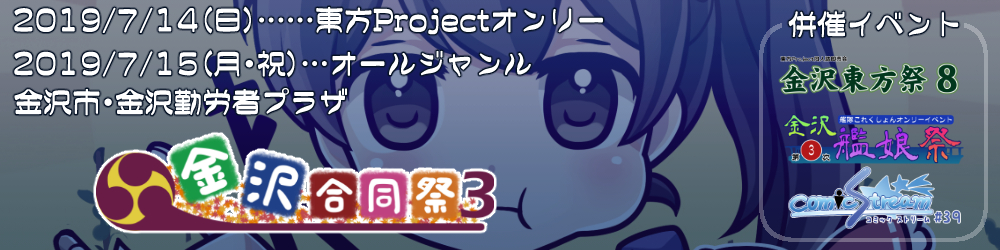 2019/7/14(日)……東方Projectオンリー
2019/7/15(月・祝)…オールジャンル
金沢市・金沢勤労者プラザ
金沢合同祭3
併催イベント
金沢東方祭 8
艦隊これくしょんオンリーイベント
金沢
第3次
艦娘祭
ComicStream
コミックストリーム #39